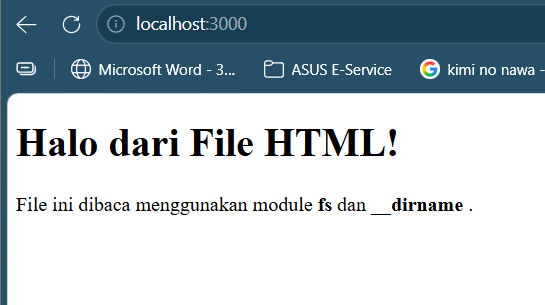 localhost:3000
Microsoft Word - 3...
ASUS E-Service
kimi no nawa -
Halo dari File HTML!
File ini dibaca menggunakan module fs dan __dirname .